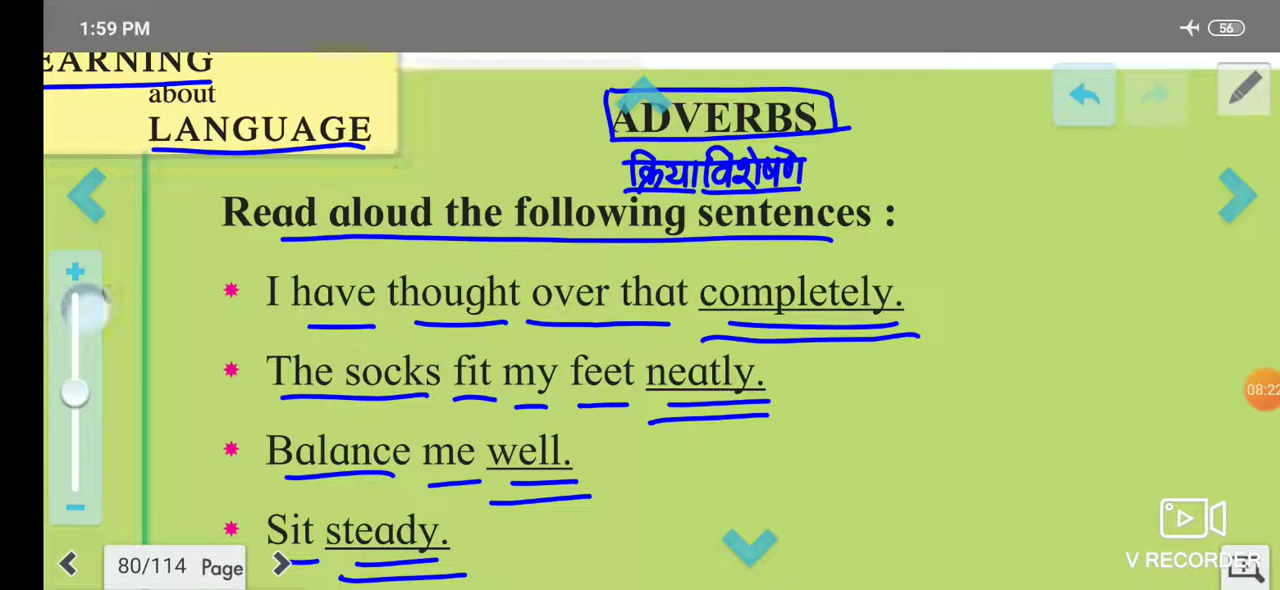 1:59 PM
56
EARNING
about
LANGUAGE
ADVERBS
क्रियाविशेषणे
Read aloud the following sentences :
I have thought over that completely.
The socks fit my feet neatly.
08:22
Balance me well.
Sit steady.
80/114 Page
V RECORDER